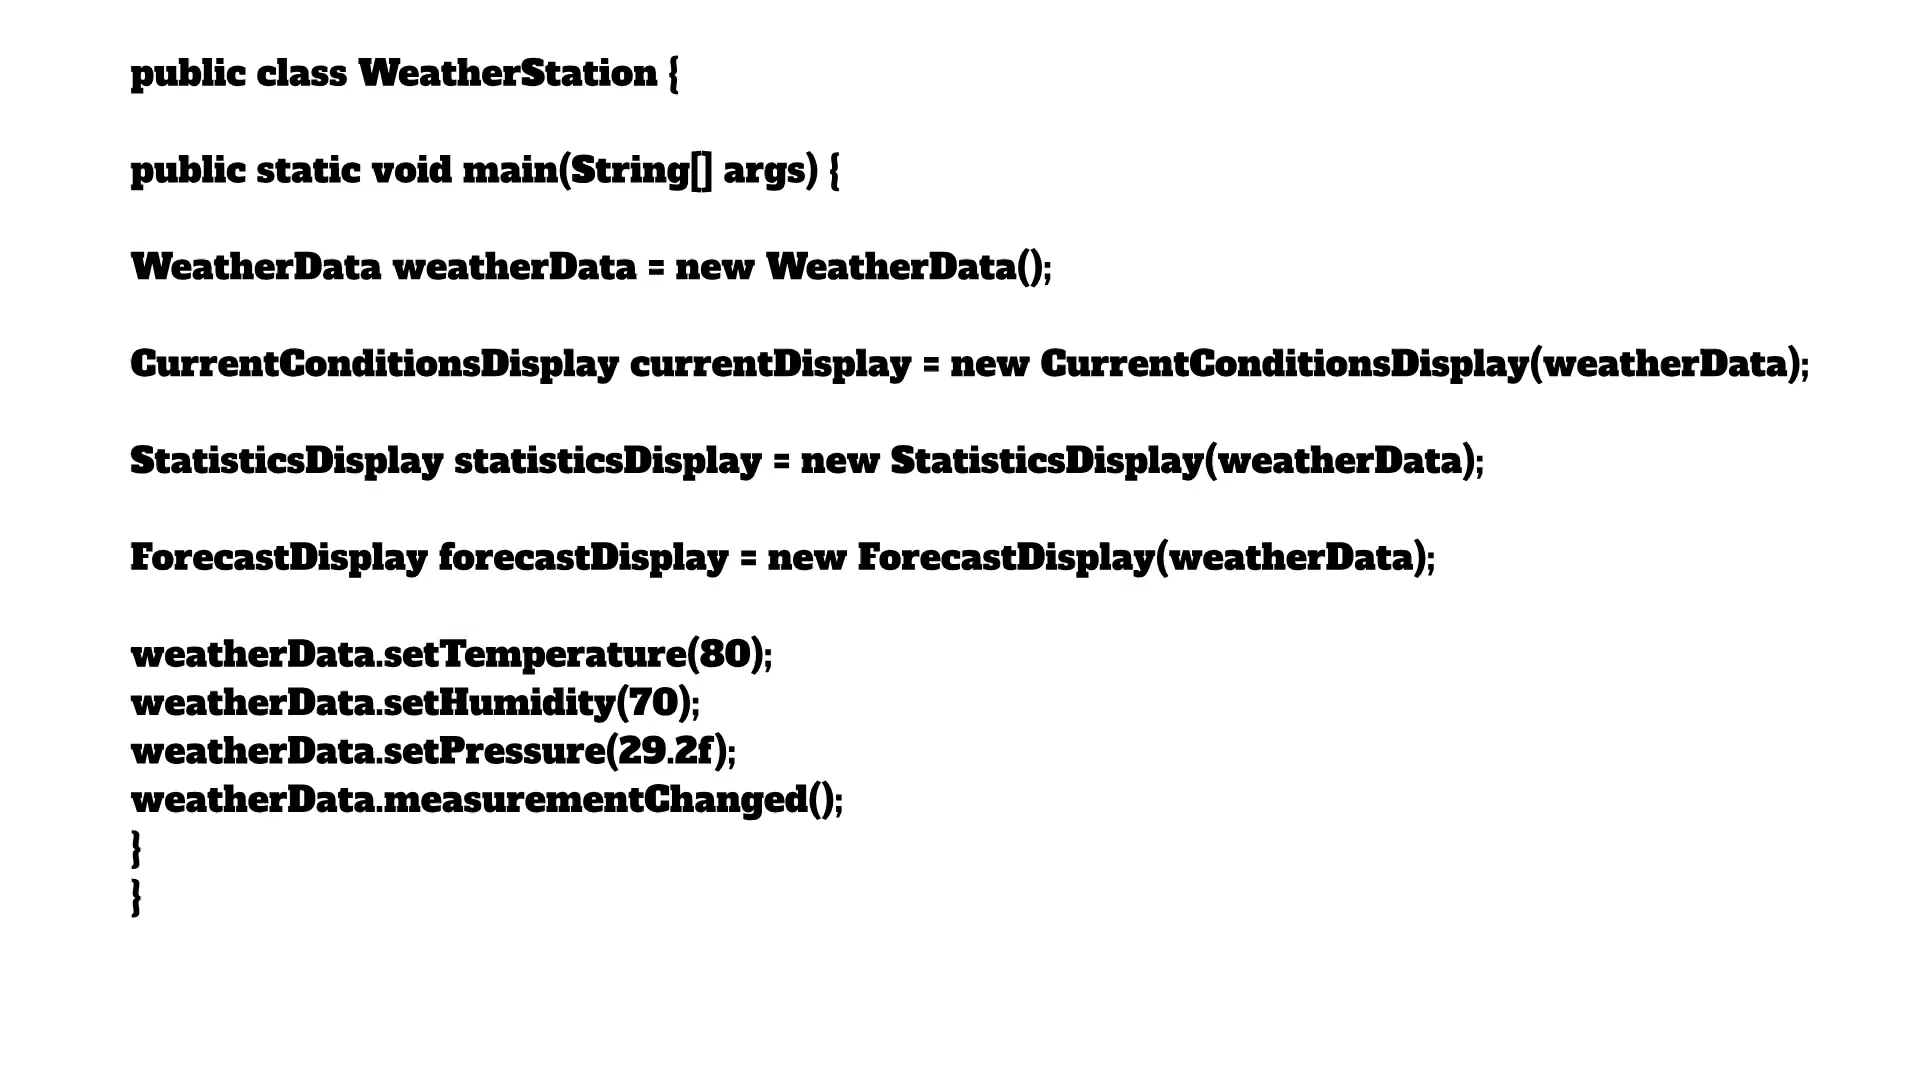 public class WeatherStation {
public static void main(String[] args) {
WeatherData weatherData = new WeatherData();
CurrentConditionsDisplay currentDisplay = new CurrentConditionsDisplay(weatherData);
StatisticsDisplay statisticsDisplay = new StatisticsDisplay(weatherData);
ForecastDisplay forecastDisplay = new ForecastDisplay(weatherData);
weatherData.setTemperature(80);
weatherData.setHumidity(70);
weatherData.setPressure(29.2f);
weatherData.measurementChanged();
}
}